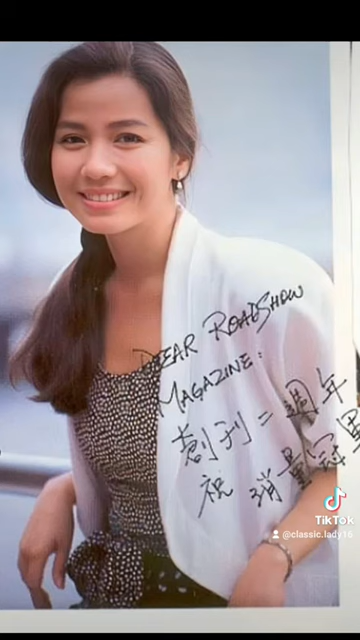 DEAR ROADSHOW
MAGAZINE:
創刊二週年
祝 銷量冠
TikTok
@classic.lady16